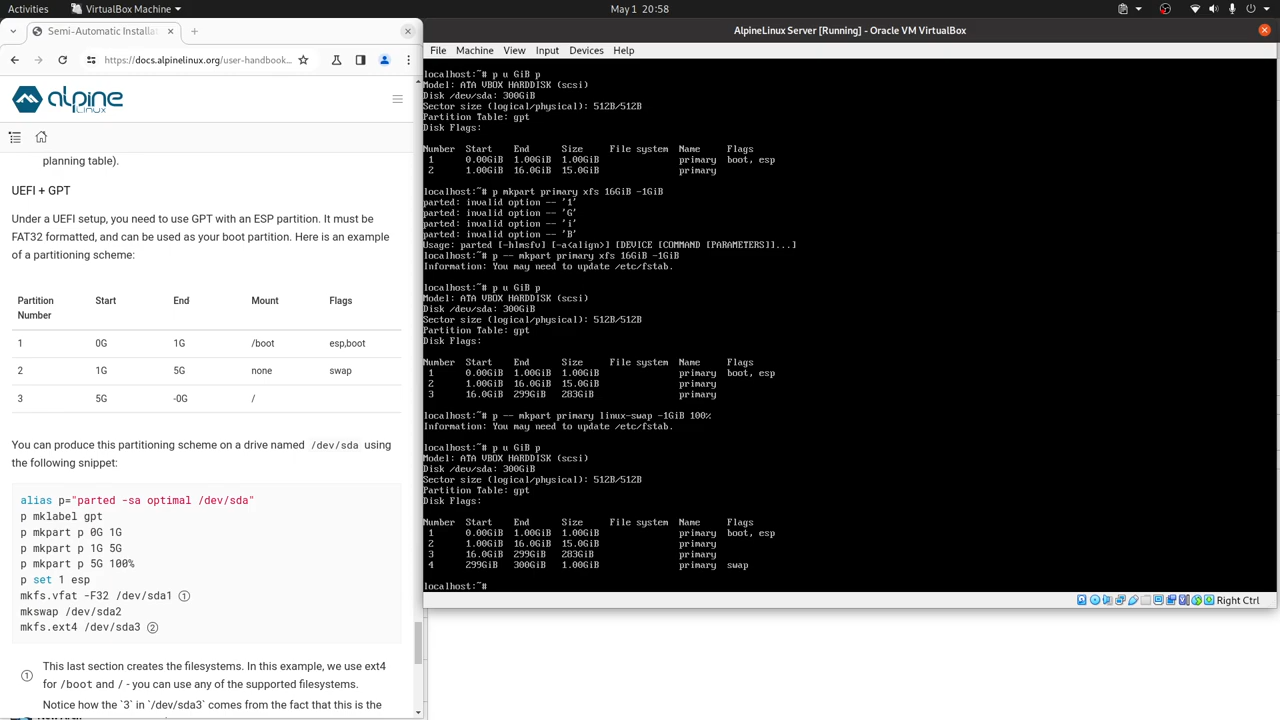 Activities
VirtualBox Machine
May 1 20:58
Semi-Automatic Installa
https://docs.alpinelinux.org/user-handbook...
alpine
LINUX
planning table).
UEFI + GPT
Under a UEFI setup, you need to use GPT with an ESP partition. It must be
FAT32 formatted, and can be used as your boot partition. Here is an example
of a partitioning scheme:
Partition Number Start End Mount Flags
1 0G 1G /boot esp,boot
2 1G 5G none swap
3 5G -0G /
You can produce this partitioning scheme on a drive named /dev/sda using
the following snippet:
alias p="parted -sa optimal /dev/sda"
p mklabel gpt
p mkpart p 0G 1G
p mkpart p 1G 5G
p mkpart p 5G 100%
p set 1 esp
mkfs.vfat -F32 /dev/sda1 1
mkswap /dev/sda2
mkfs.ext4 /dev/sda3 2
1 This last section creates the filesystems. In this example, we use ext4
for /boot and / - you can use any of the supported filesystems.
Notice how the `3` in `/dev/sda3` comes from the fact that this is the
AlpineLinux Server [Running] - Oracle VM VirtualBox
File Machine View Input Devices Help
localhost:~# p u GiB p
Model: ATA VBOX HARDDISK (scsi)
Disk /dev/sda: 300GiB
Sector size (logical/physical): 512B/512B
Partition Table: gpt
Disk Flags:
Number Start End Size File system Name Flags
1 0.00GiB 1.00GiB 1.00GiB primary boot, esp
2 1.00GiB 16.0GiB 15.0GiB primary
localhost:~# p mkpart primary xfs 16GiB -1GiB
parted: invalid option -- '1'
parted: invalid option -- 'G'
parted: invalid option -- 'i'
parted: invalid option -- 'B'
Usage: parted [-hlmsfv] [-a<align>] [DEVICE [COMMAND [PARAMETERS]]...]
localhost:~# p -- mkpart primary xfs 16GiB -1GiB
Information: You may need to update /etc/fstab.
localhost:~# p u GiB p
Model: ATA VBOX HARDDISK (scsi)
Disk /dev/sda: 300GiB
Sector size (logical/physical): 512B/512B
Partition Table: gpt
Disk Flags:
Number Start End Size File system Name Flags
1 0.00GiB 1.00GiB 1.00GiB primary boot, esp
2 1.00GiB 16.0GiB 15.0GiB primary
3 16.0GiB 299GiB 283GiB primary
localhost:~# p -- mkpart primary linux-swap -1GiB 100%
Information: You may need to update /etc/fstab.
localhost:~# p u GiB p
Model: ATA VBOX HARDDISK (scsi)
Disk /dev/sda: 300GiB
Sector size (logical/physical): 512B/512B
Partition Table: gpt
Disk Flags:
Number Start End Size File system Name Flags
1 0.00GiB 1.00GiB 1.00GiB primary boot, esp
2 1.00GiB 16.0GiB 15.0GiB primary
3 16.0GiB 299GiB 283GiB primary
4 299GiB 300GiB 1.00GiB primary swap
localhost:~#
Right Ctrl